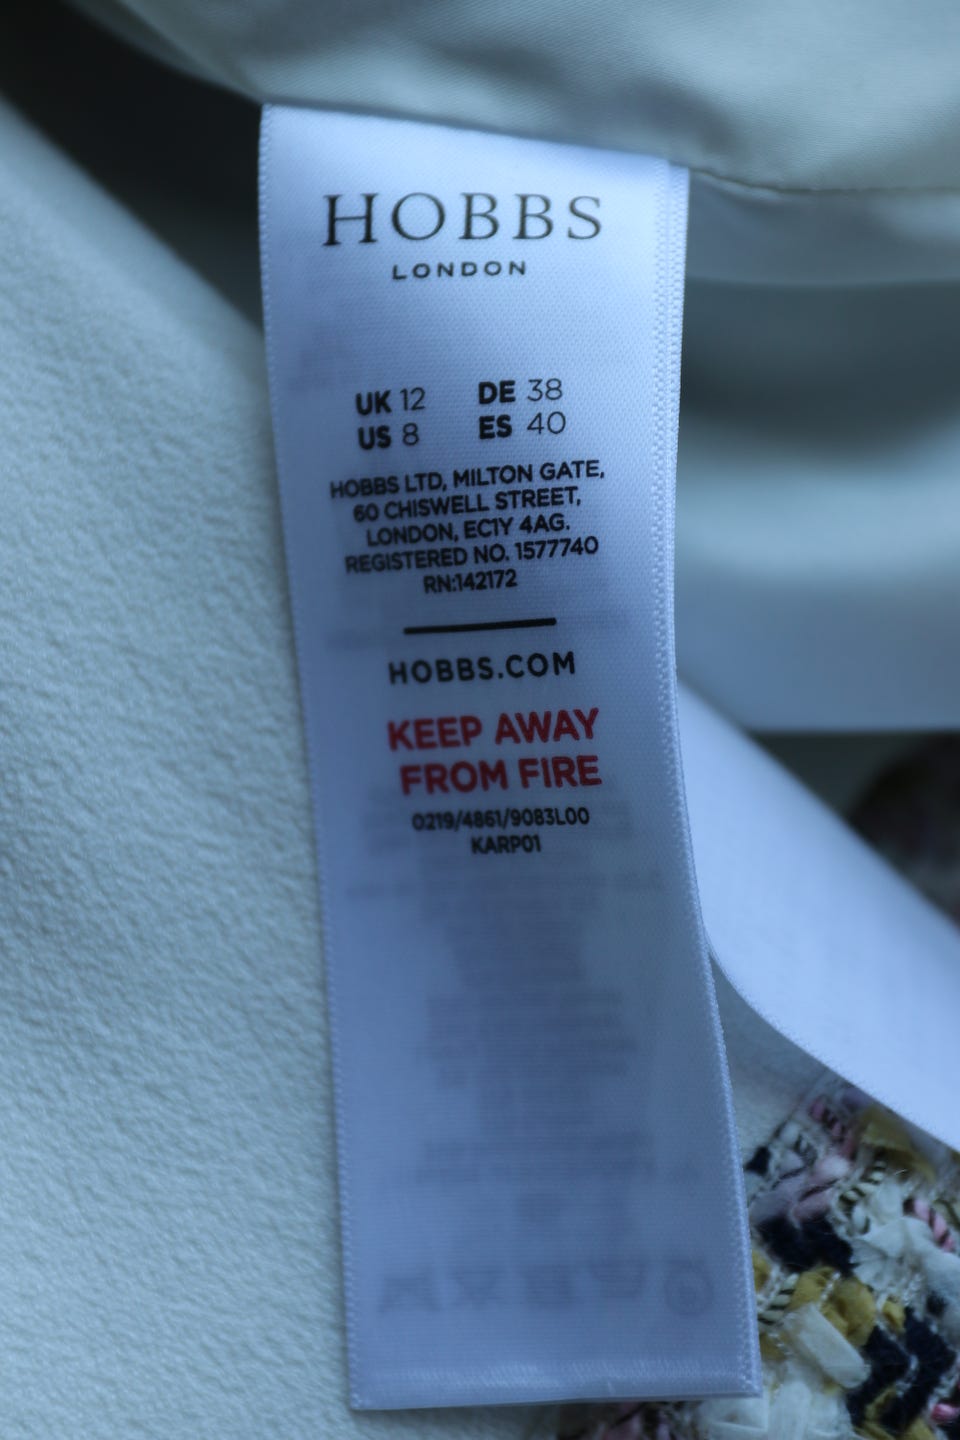 HOBBS
LONDON
UK 12 DE 38
US 8 ES 40
HOBBS LTD, MILTON GATE,
60 CHISWELL STREET,
LONDON, EC1Y 4AG.
REGISTERED NO. 1577740
RN:142172
HOBBS.COM
KEEP AWAY
FROM FIRE
0219/4861/9083L00
KARP01